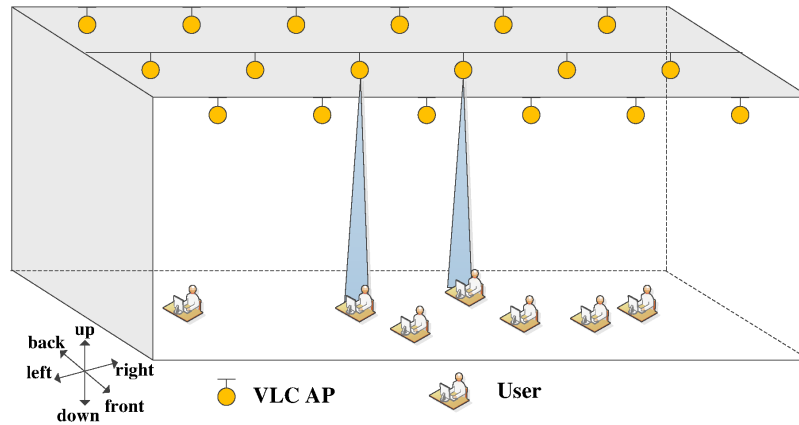 up
back
right
left
front
down
VLC AP
User